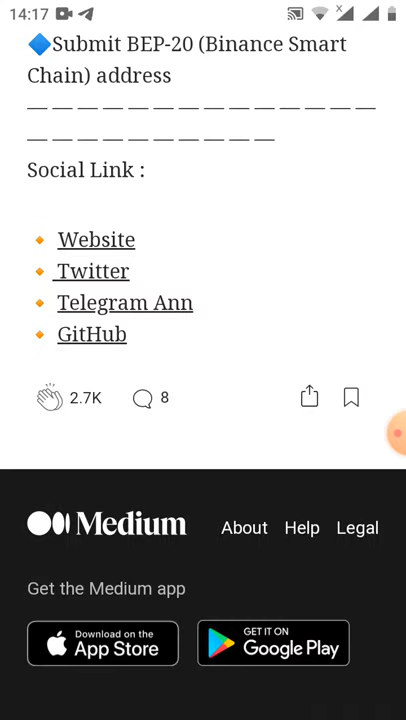 14:17
🔷Submit BEP-20 (Binance Smart
Chain) address
— — — — — — — — — — — — — —
— — — — — — — — — —
Social Link :
🔸 Website
🔸 Twitter
🔸 Telegram Ann
🔸 GitHub
2.7K 8
Medium About Help Legal
Get the Medium app
Download on the GET IT ON
App Store Google Play